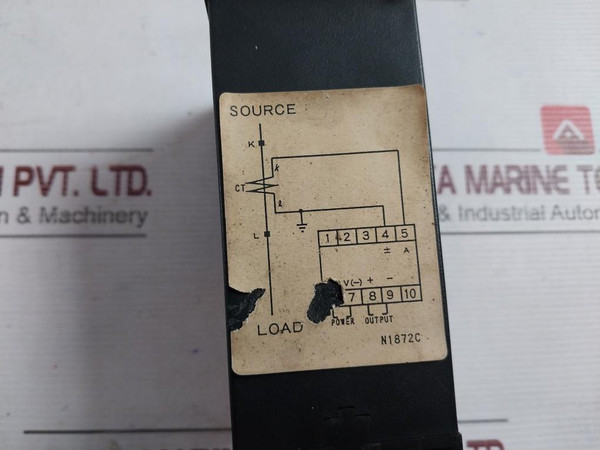 SOURCE
K
k
CT
ℓ
L
1 2 3 4 5
± A
V(-) + -
7 8 9 10
POWER OUTPUT
LOAD
N1872C
PVT. LTD.
& Machinery
MARINE
& Industrial